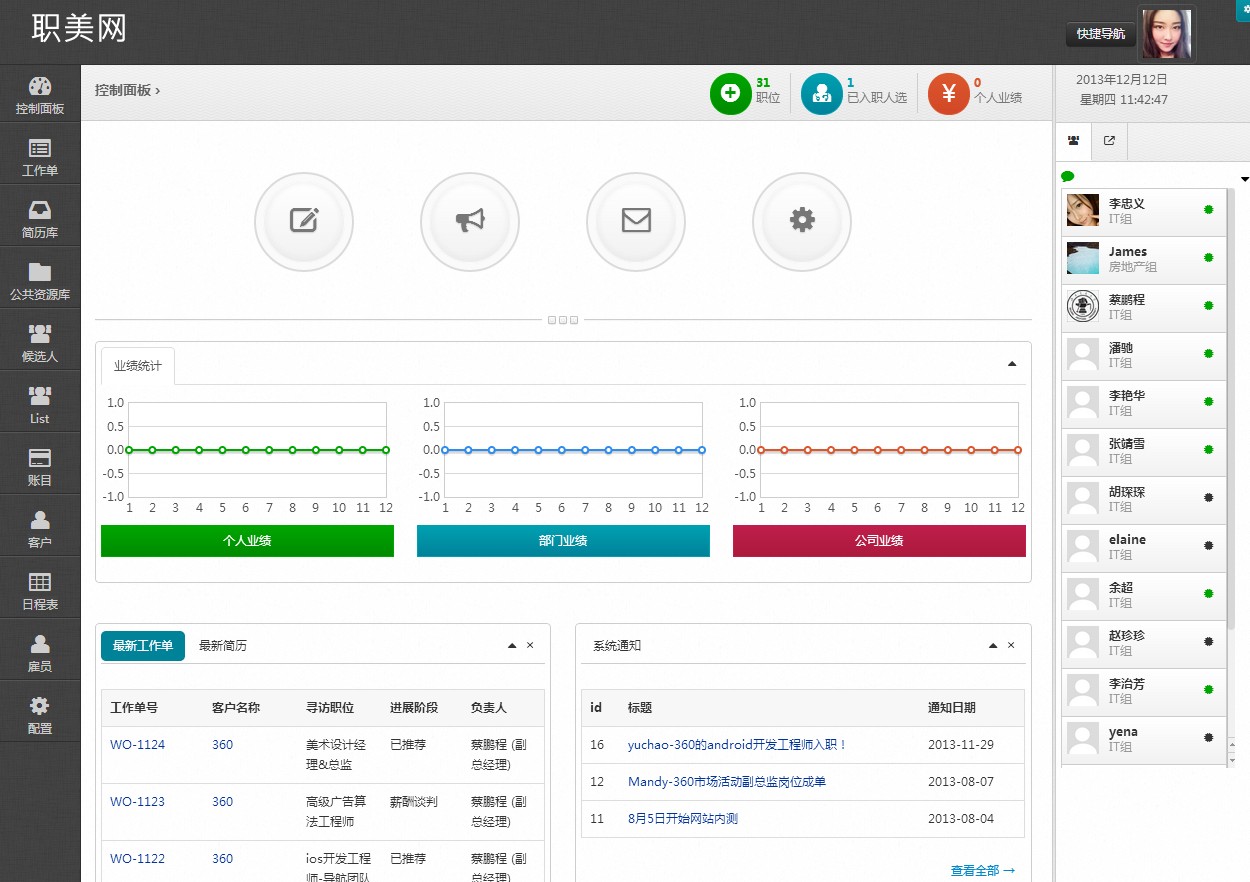 职美网
快捷导航
控制面板
工作单
简历库
公共资源库
候选人
List
账目
客户
日程表
雇员
配置
控制面板 ›
31
职位
1
已入职人选
¥
0
个人业绩
2013年12月12日
星期四 11:42:47
李忠义
IT组
James
房地产组
蔡鹏程
IT组
潘驰
IT组
李艳华
IT组
张靖雪
IT组
胡琛琛
IT组
elaine
IT组
余超
IT组
赵珍珍
IT组
李治芳
IT组
yena
IT组
业绩统计
1.0
0.5
0.0
-0.5
-1.0
1 2 3 4 5 6 7 8 9 10 11 12
个人业绩
1.0
0.5
0.0
-0.5
-1.0
1 2 3 4 5 6 7 8 9 10 11 12
部门业绩
1.0
0.5
0.0
-0.5
-1.0
1 2 3 4 5 6 7 8 9 10 11 12
公司业绩
最新工作单 最新简历
工作单号 客户名称 寻访职位 进展阶段 负责人
WO-1124 360 美术设计经 已推荐 蔡鹏程 (副
理&总监 总经理)
WO-1123 360 高级广告算 薪酬谈判 蔡鹏程 (副
法工程师 总经理)
WO-1122 360 ios开发工程 已推荐 蔡鹏程 (副
师-导航团队 总经理)
系统通知
id 标题 通知日期
16 yuchao-360的android开发工程师入职！ 2013-11-29
12 Mandy-360市场活动副总监岗位成单 2013-08-07
11 8月5日开始网站内测 2013-08-04
查看全部 →